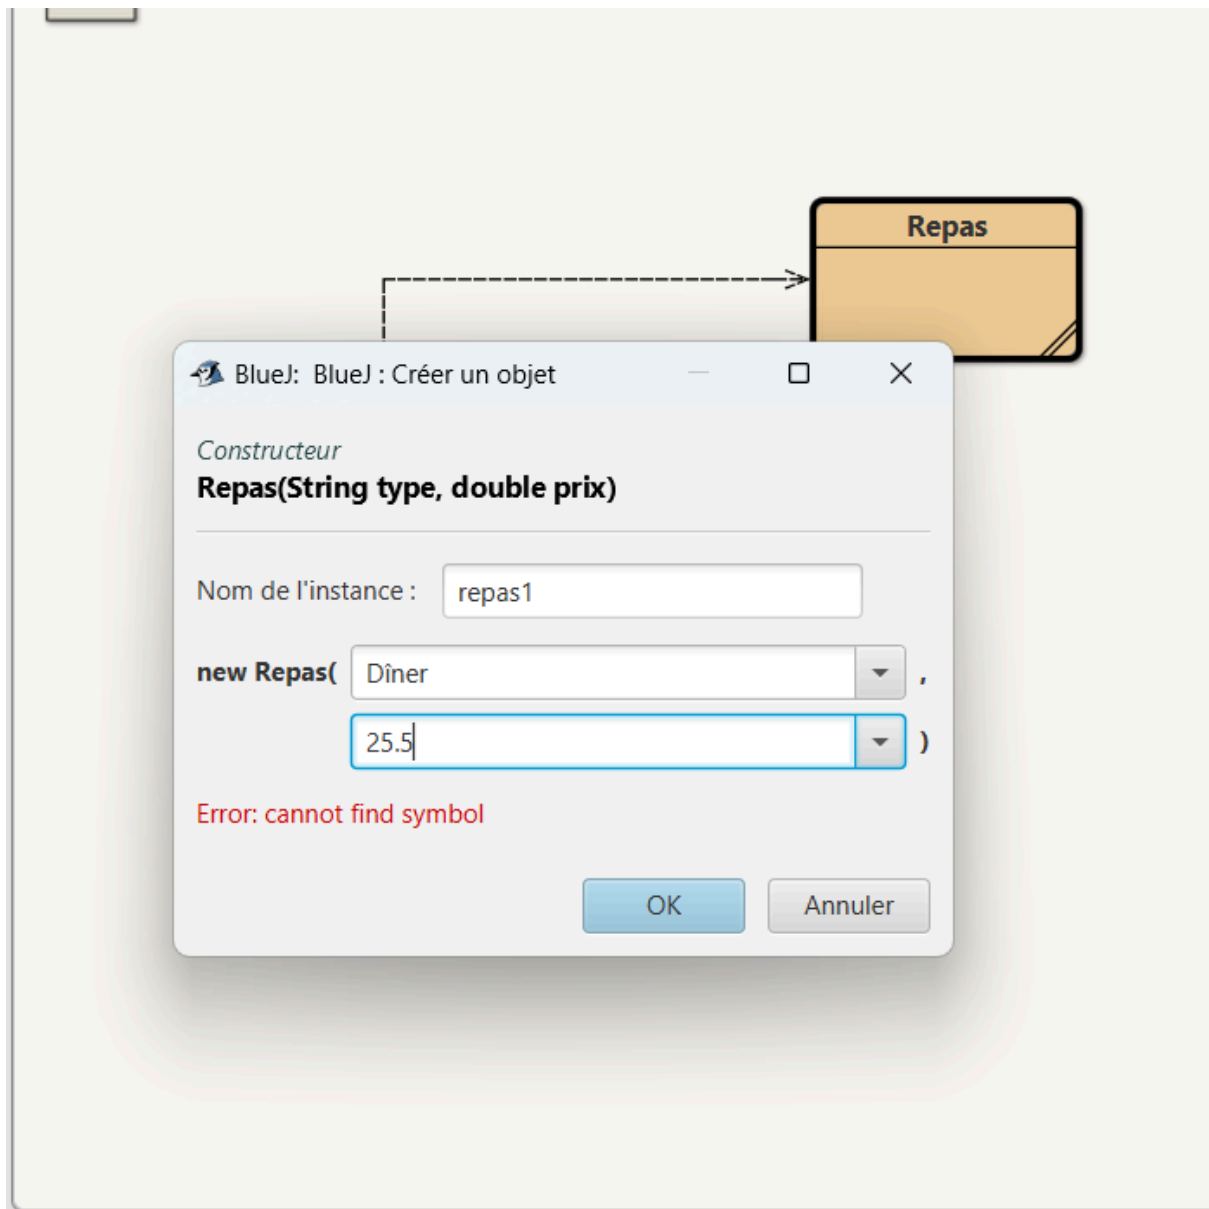 Repas
BlueJ: BlueJ : Créer un objet
Constructeur
Repas(String type, double prix)
Nom de l'instance : repas1
new Repas( Dîner ,
25.5 )
Error: cannot find symbol
OK Annuler